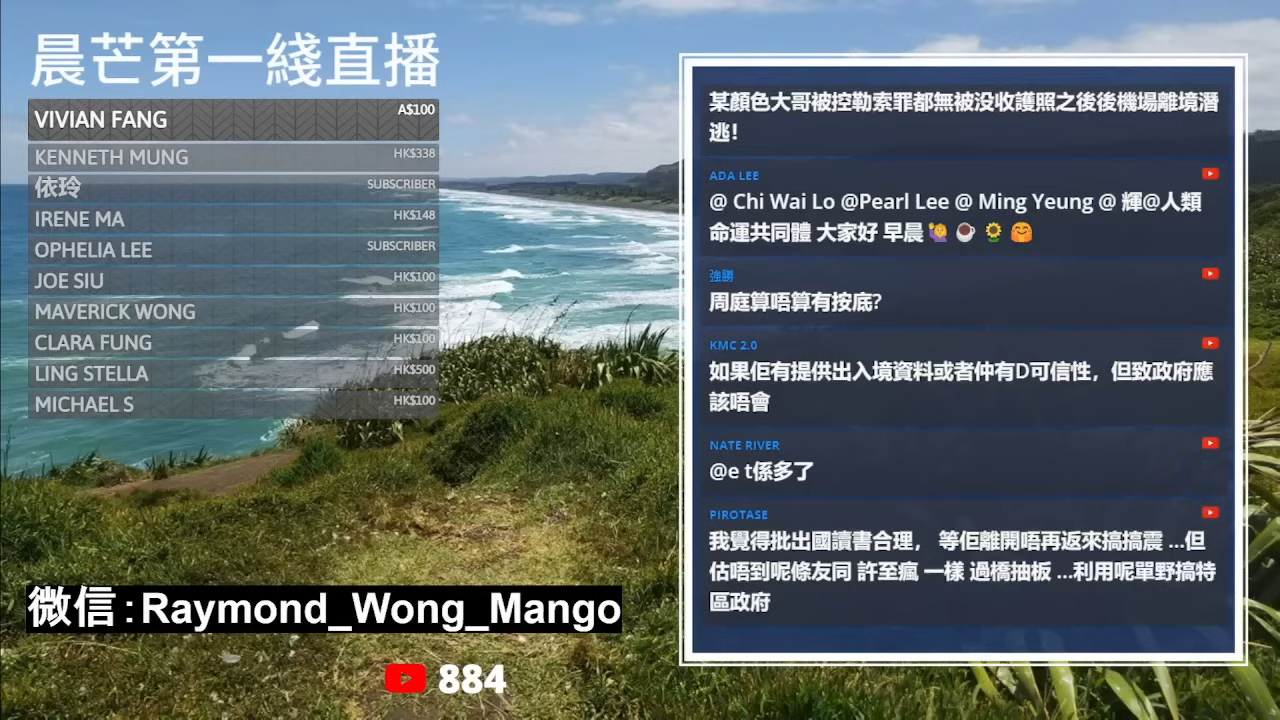 晨芒第一綫直播
VIVIAN FANG A$100
KENNETH MUNG HK$338
依玲 SUBSCRIBER
IRENE MA HK$148
OPHELIA LEE SUBSCRIBER
JOE SIU HK$100
MAVERICK WONG HK$100
CLARA FUNG HK$100
LING STELLA HK$500
MICHAEL S HK$100
微信:Raymond_Wong_Mango
884
某顏色大哥被控勒索罪都無被没收護照之後後機場離境潛
逃!
ADA LEE
@ Chi Wai Lo @Pearl Lee @ Ming Yeung @ 輝@人類
命運共同體 大家好 早晨🙋☕🌻🤗
強勝
周庭算唔算有按底?
KMC 2.0
如果佢有提供出入境資料或者仲有D可信性，但致政府應
該唔會
NATE RIVER
@e t係多了
PIROTASE
我覺得批出國讀書合理， 等佢離開唔再返來搞搞震 ...但
估唔到呢條友同 許至瘋 一樣 過橋抽板 ...利用呢單野搞特
區政府